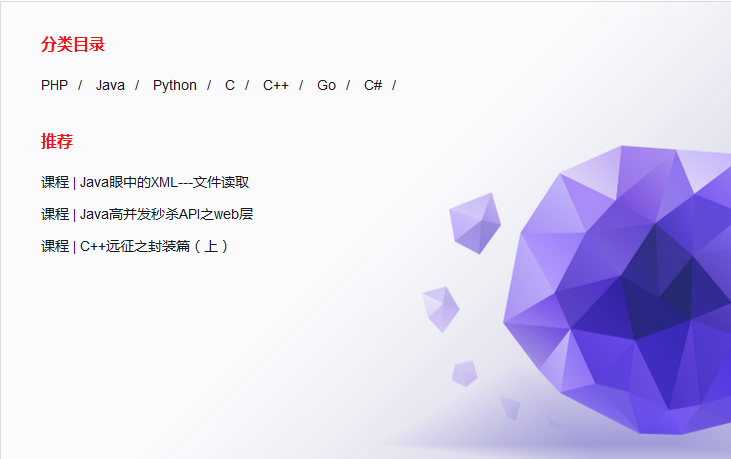 分类目录
PHP / Java / Python / C / C++ / Go / C# /
推荐
课程 | Java眼中的XML---文件读取
课程 | Java高并发秒杀API之web层
课程 | C++远征之封装篇（上）